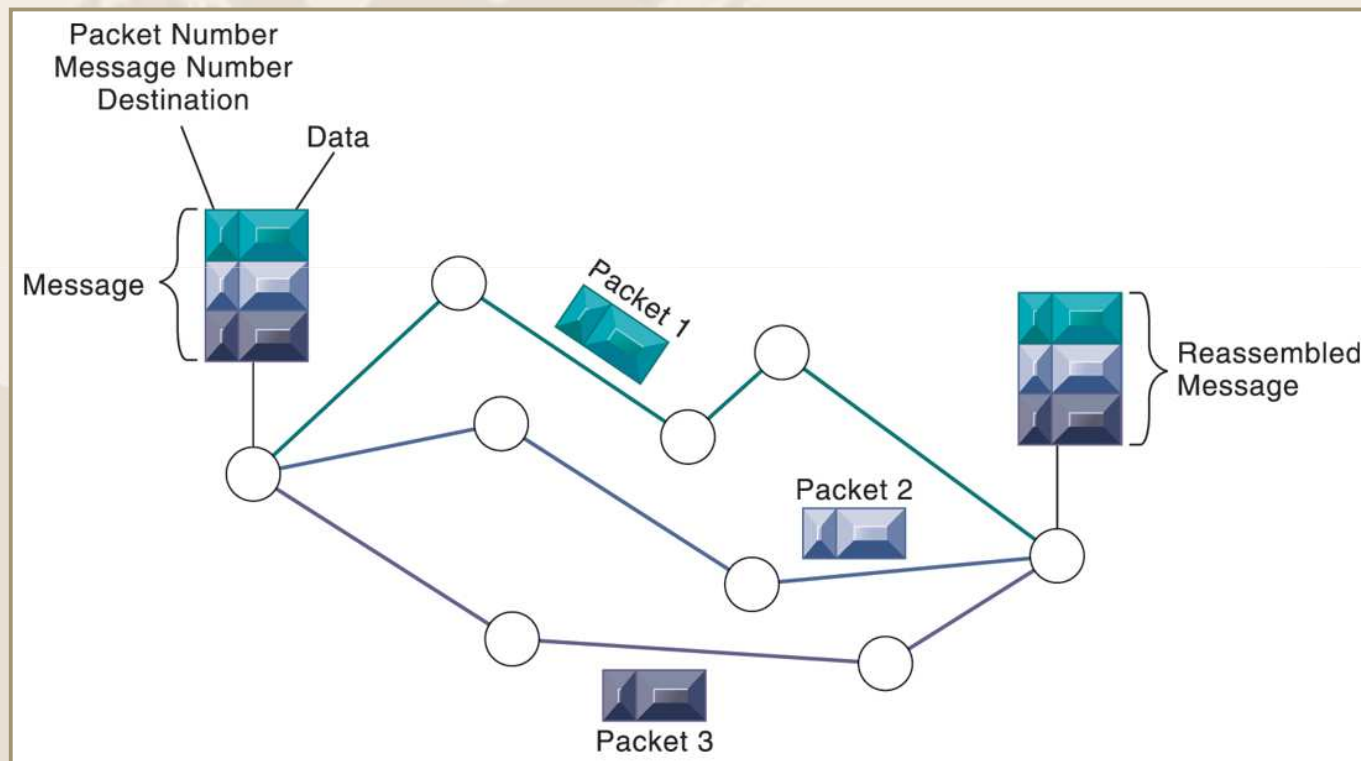 Packet Number
Message Number
Destination
Data
Message
Packet 1
Reassembled
Message
Packet 2
Packet 3